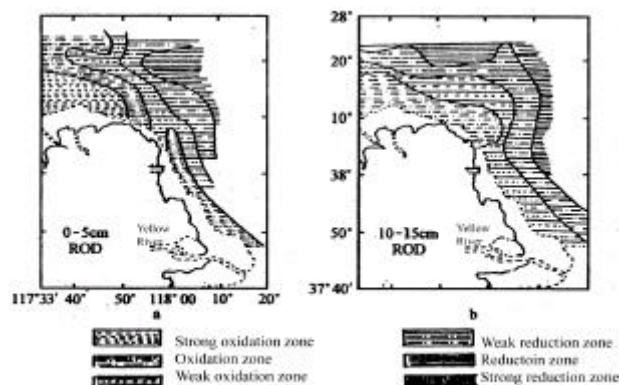 28°
20°
10°
38°
50°
37°40'
0-5cm
ROD
Yellow
River
10-15cm
ROD
Yellow
River
117°33' 40° 50° 118°00 10° 20°
a
b
Strong oxidation zone
Oxidation zone
Weak oxidation zone
Weak reduction zone
Reductoin zone
Strong reduction zone